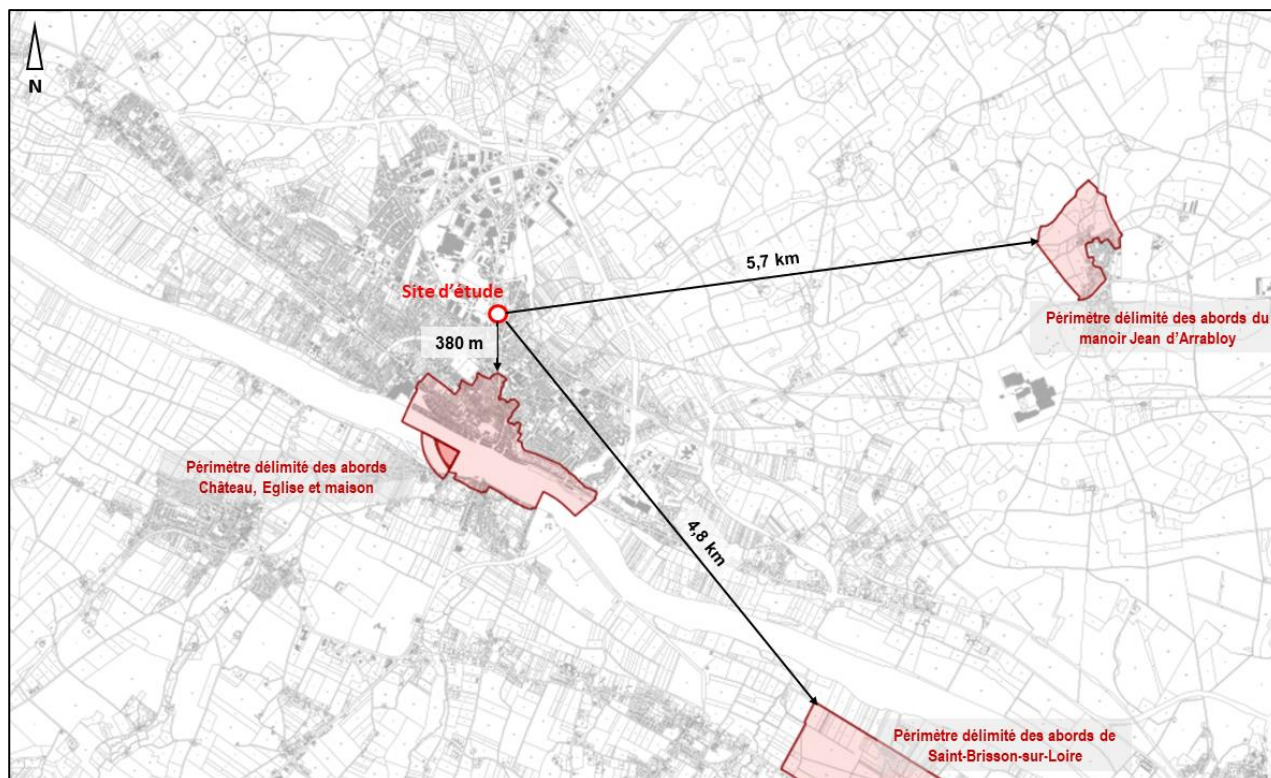 N
5,7 km
Site d'étude
380 m
Périmètre délimité des abords du
manoir Jean d'Arrabloy
Périmètre délimité des abords
Château, Eglise et maison
4,8 km
Périmètre délimité des abords de
Saint-Brisson-sur-Loire